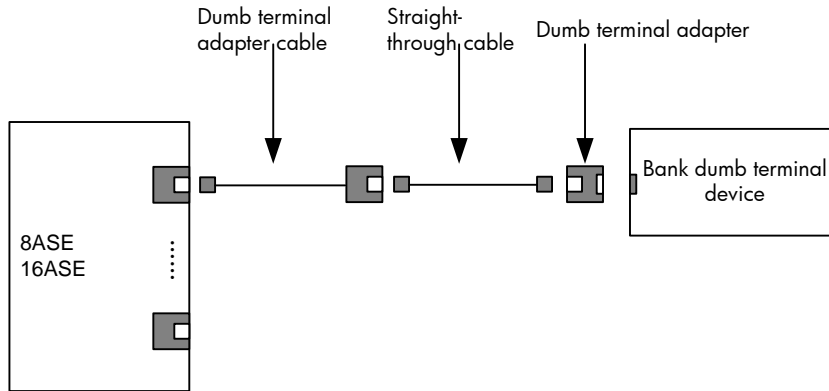 Dumb terminal
adapter cable
Straight-
through cable
Dumb terminal adapter
Bank dumb terminal
device
8ASE
16ASE